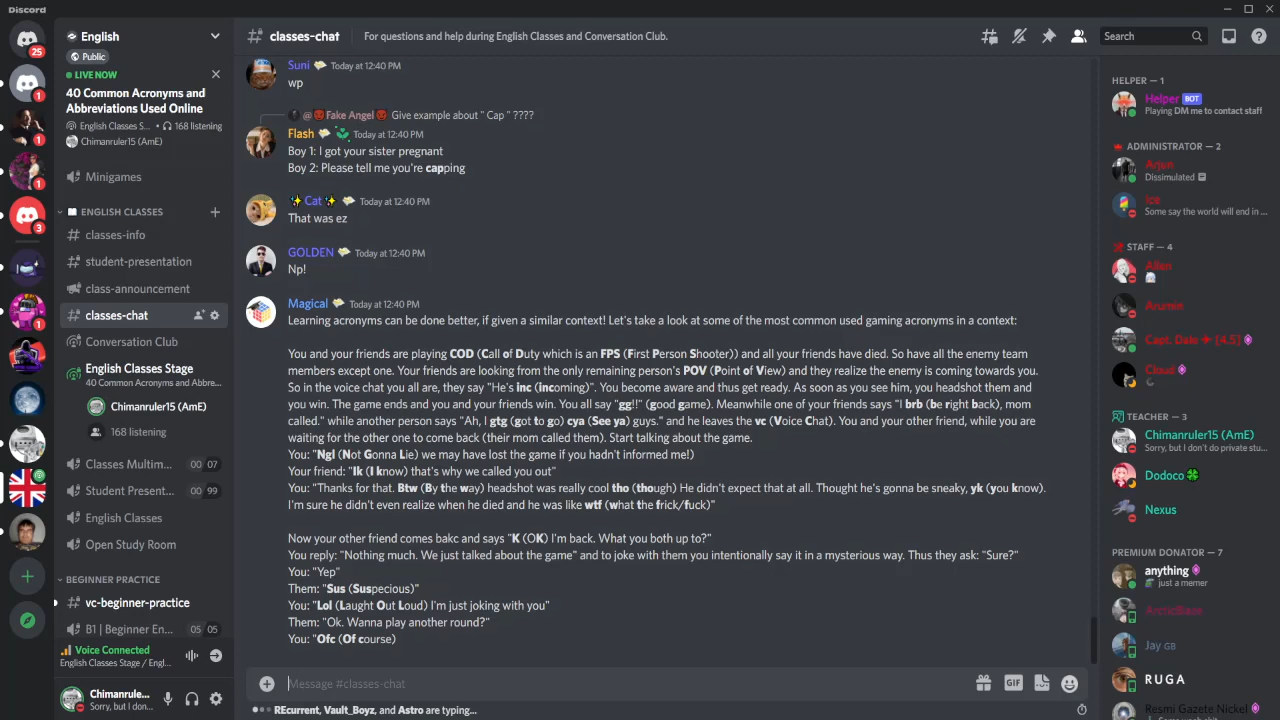 Discord
English
Public
LIVE NOW
40 Common Acronyms and
Abbreviations Used Online
English Classes S... • 168 listening
Chimanruler15 (AmE)
Minigames
ENGLISH CLASSES
classes-info
student-presentation
class-announcement
classes-chat
Conversation Club
English Classes Stage
40 Common Acronyms and Abbre...
Chimanruler15 (AmE)
168 listening
Classes Multim... 00 07
Student Present... 00 99
English Classes
Open Study Room
BEGINNER PRACTICE
vc-beginner-practice
B1 | Beginner En... 05 05
Voice Connected
English Classes Stage / Engl...
Chimanrule...
Sorry, but I don...
25
1
1
1
3
1
classes-chat
For questions and help during English Classes and Conversation Club.
Search
Suni Today at 12:40 PM
wp
@ Fake Angel Give example about " Cap " ????
Flash Today at 12:40 PM
Boy 1: I got your sister pregnant
Boy 2: Please tell me you're capping
Cat Today at 12:40 PM
That was ez
GOLDEN Today at 12:40 PM
Np!
Magical Today at 12:40 PM
Learning acronyms can be done better, if given a similar context! Let's take a look at some of the most common used gaming acronyms in a context:
You and your friends are playing COD (Call of Duty which is an FPS (First Person Shooter)) and all your friends have died. So have all the enemy team
members except one. Your friends are looking from the only remaining person's POV (Point of View) and they realize the enemy is coming towards you.
So in the voice chat you all are, they say "He's inc (incoming)". You become aware and thus get ready. As soon as you see him, you headshot them and
you win. The game ends and you and your friends win. You all say "gg!!" (good game). Meanwhile one of your friends says "I brb (be right back), mom
called." while another person says "Ah, I gtg (got to go) cya (See ya) guys." and he leaves the vc (Voice Chat). You and your other friend, while you are
waiting for the other one to come back (their mom called them). Start talking about the game.
You: "Ngl (Not Gonna Lie) we may have lost the game if you hadn't informed me!)
Your friend: "Ik (I know) that's why we called you out"
You: "Thanks for that. Btw (By the way) headshot was really cool tho (though) He didn't expect that at all. Thought he's gonna be sneaky, yk (you know).
I'm sure he didn't even realize when he died and he was like wtf (what the frick/fuck)"
Now your other friend comes bakc and says "K (OK) I'm back. What you both up to?"
You reply: "Nothing much. We just talked about the game" and to joke with them you intentionally say it in a mysterious way. Thus they ask: "Sure?"
You: "Yep"
Them: "Sus (Suspecious)"
You: "Lol (Laught Out Loud) I'm just joking with you"
Them: "Ok. Wanna play another round?"
You: "Ofc (Of course)
Message #classes-chat
GIF
REcurrent, Vault_Boyz, and Astro are typing...
HELPER — 1
Helper BOT
Playing DM me to contact staff
ADMINISTRATOR — 2
Arjun
Dissimulated
Ice
Some say the world will end in ...
STAFF — 4
Allen
Arumin
Capt. Dale [4.5]
Cloud
TEACHER — 3
Chimanruler15 (AmE)
Sorry, but I don't do private stu...
Dodoco
Nexus
PREMIUM DONATOR — 7
anything
just a memer
ArcticBase
Jay GB
RUGA
Resmi Gazete Nickel